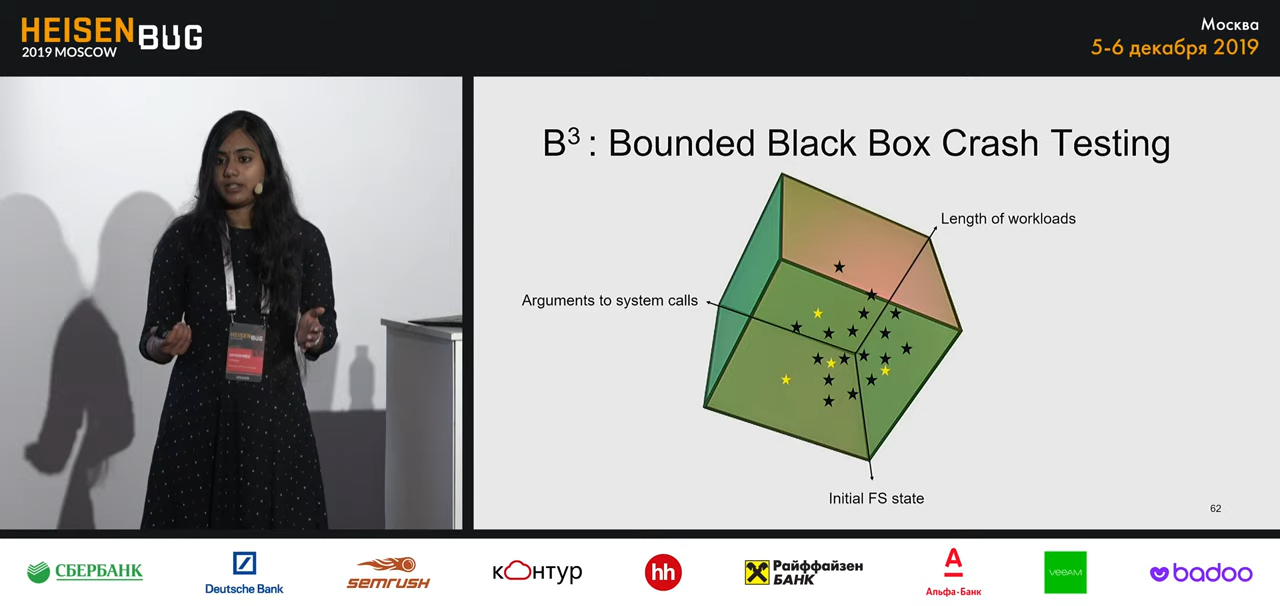 HEISENBUG
2019 MOSCOW
Москва
5-6 декабря 2019
B³ : Bounded Black Box Crash Testing
Length of workloads
Arguments to system calls
Initial FS state
62
HEISENBUG
СБЕРБАНК
Deutsche Bank
semrush
контур
hh
Райффайзен
БАНК
А
Альфа·Банк
veeam
badoo